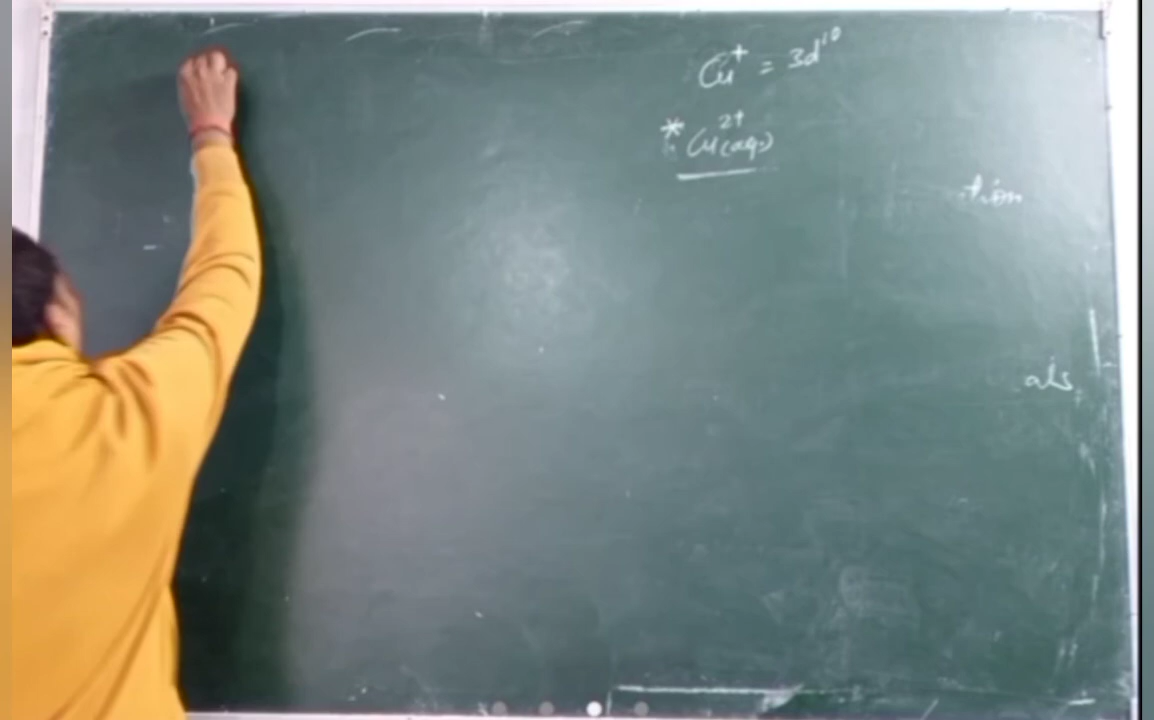 Cu⁺ = 3d¹⁰
* Cu²⁺(aq.)
tion
als